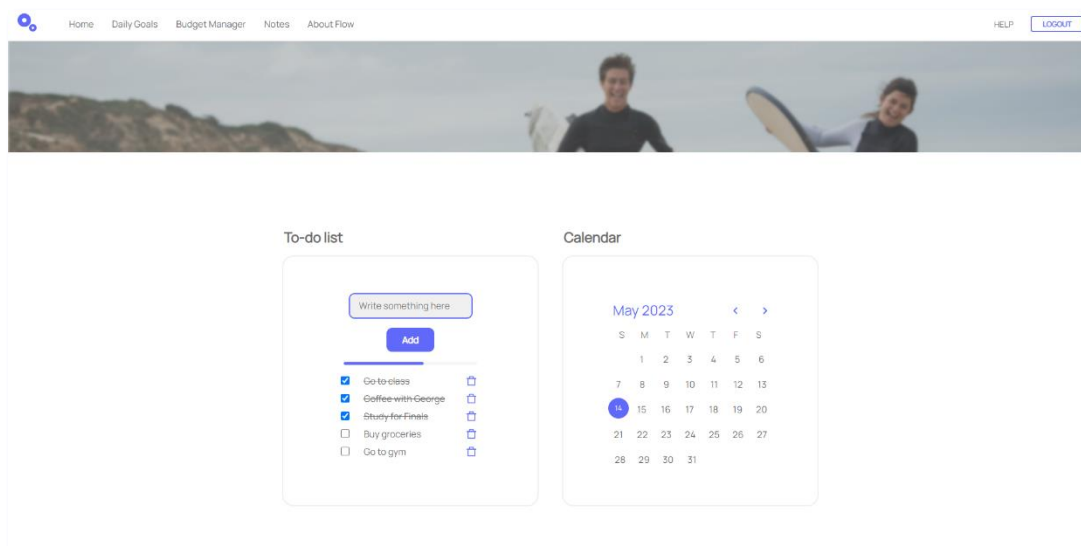 Home Daily Goals Budget Manager Notes About Flow HELP LOGOUT
To-do list
Write something here
Add
Go to class
Coffee with George
Study for Finals
Buy groceries
Go to gym
Calendar
May 2023 < >
S M T W T F S
1 2 3 4 5 6
7 8 9 10 11 12 13
14 15 16 17 18 19 20
21 22 23 24 25 26 27
28 29 30 31